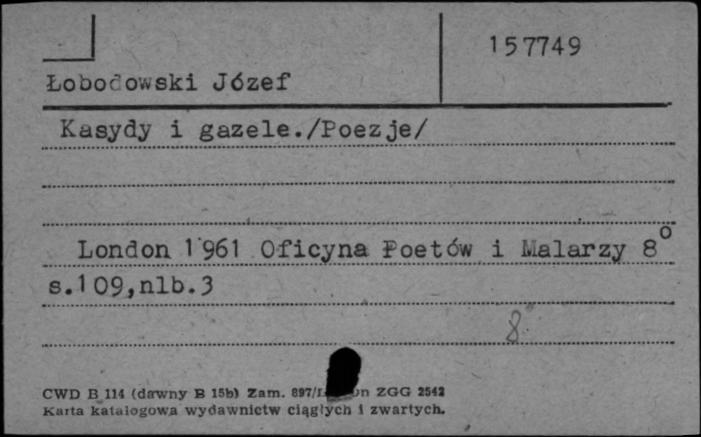 157749
Łobodowski Józef
Kasydy i gazele./Poezje/
London 1961 Oficyna Poetów i Malarzy 8°
s.109,nlb.3
8
CWD B 114 (dawny B 15b) Zam. 897/ ZGG 2542
Karta katalogowa wydawnictw ciągłych i zwartych.